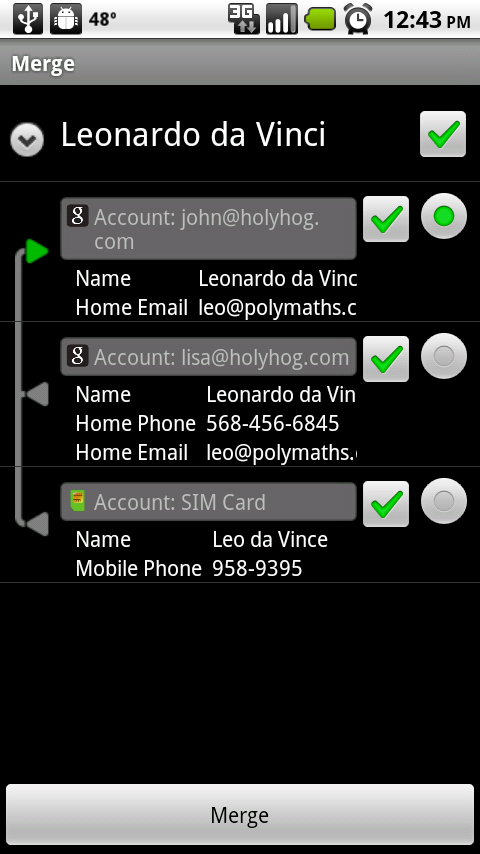 48°
3G
12:43 PM
Merge
Leonardo da Vinci
g Account: john@holyhog.
com
Name Leonardo da Vinc
Home Email leo@polymaths.c
g Account: lisa@holyhog.com
Name Leonardo da Vin
Home Phone 568-456-6845
Home Email leo@polymaths.
Account: SIM Card
Name Leo da Vince
Mobile Phone 958-9395
Merge